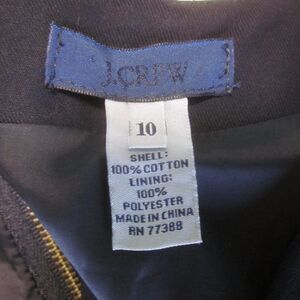 J.CREW
10
SHELL:
100% COTTON
LINING:
100%
POLYESTER
MADE IN CHINA
RN 77388